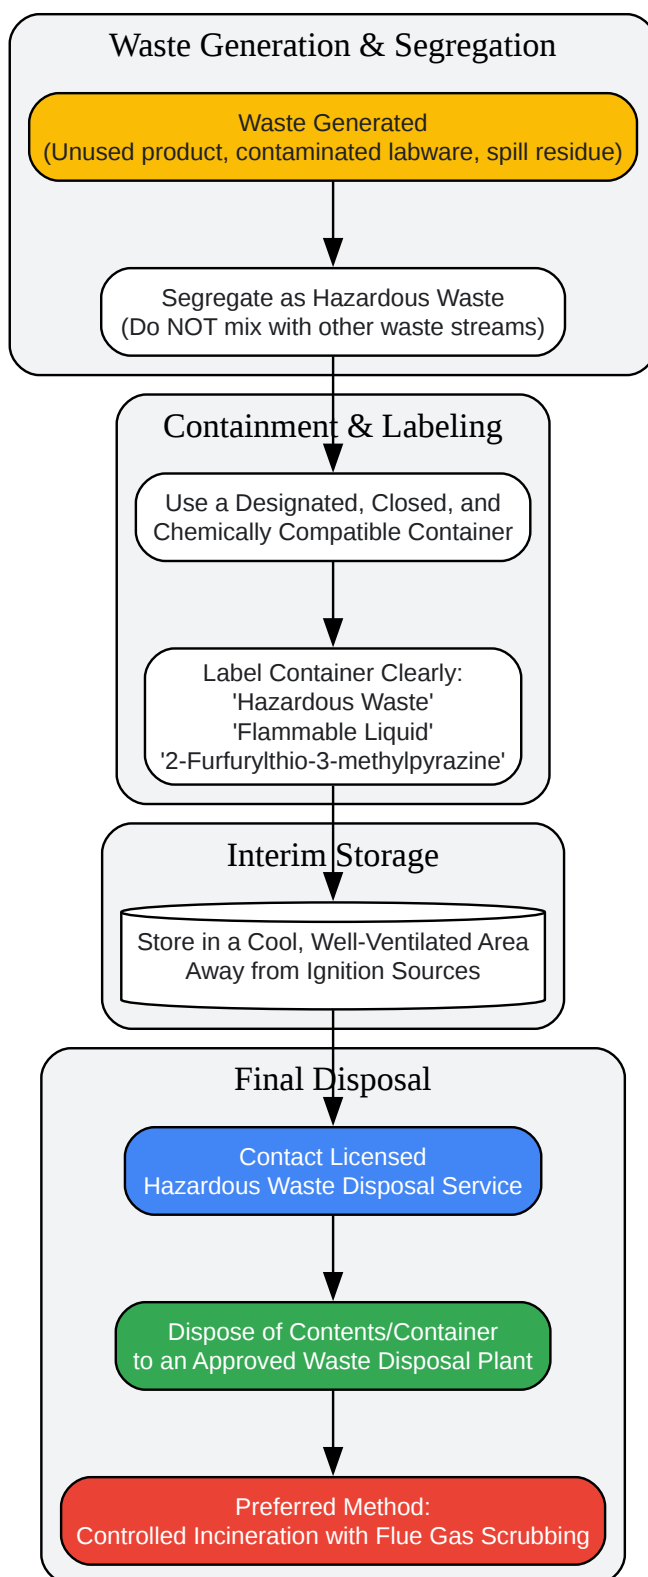 Waste Generation & Segregation
Waste Generated
(Unused product, contaminated labware, spill residue)
Segregate as Hazardous Waste
(Do NOT mix with other waste streams)
Containment & Labeling
Use a Designated, Closed, and
Chemically Compatible Container
Label Container Clearly:
'Hazardous Waste'
'Flammable Liquid'
'2-Furfurylthio-3-methylpyrazine'
Interim Storage
Store in a Cool, Well-Ventilated Area
Away from Ignition Sources
Final Disposal
Contact Licensed
Hazardous Waste Disposal Service
Dispose of Contents/Container
to an Approved Waste Disposal Plant
Preferred Method:
Controlled Incineration with Flue Gas Scrubbing